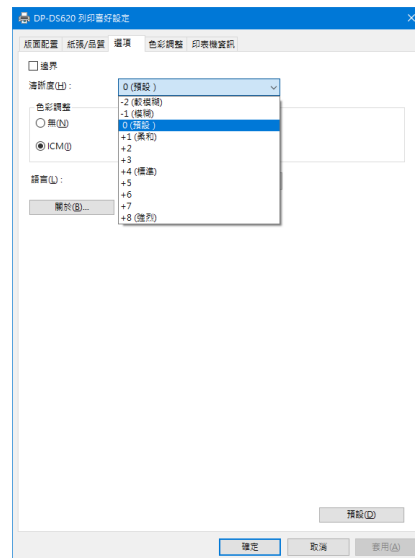 DP-DS620 列印喜好設定
版面配置 紙張/品質 選項 色彩調整 印表機資訊
邊界
清晰度(H) : 0 (預設 )
-2 (較模糊)
-1 (模糊)
0 (預設 )
+1 (柔和)
+2
+3
+4 (標準)
+5
+6
+7
+8 (強烈)
色彩調整
無(N)
ICM(I)
語言(L) :
關於(B)...
預設(D)
確定 取消 套用(A)